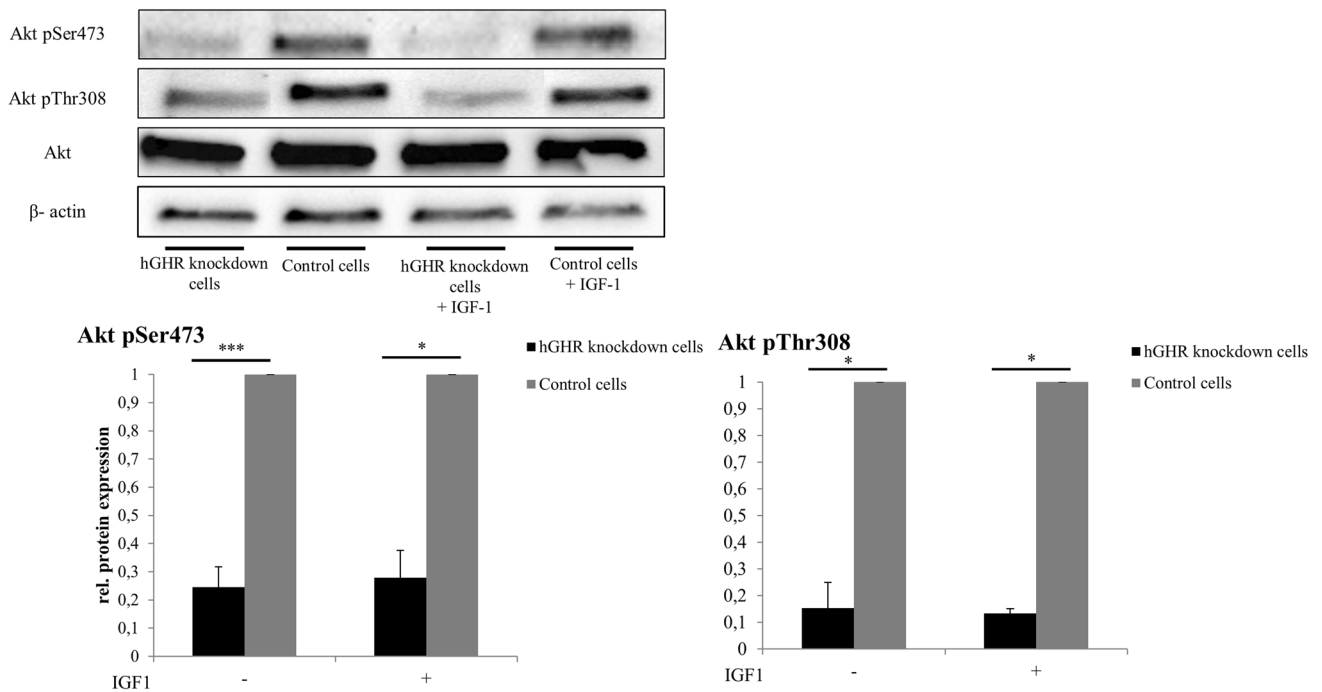 Akt pSer473
Akt pThr308
Akt
β- actin
hGHR knockdown
cells
Control cells
hGHR knockdown
cells
+ IGF-1
Control cells
+ IGF-1
Akt pSer473
***
*
hGHR knockdown cells
Control cells
rel. protein expression
1
0,9
0,8
0,7
0,6
0,5
0,4
0,3
0,2
0,1
0
IGF1
-
+
Akt pThr308
*
*
hGHR knockdown cells
Control cells
1
0,9
0,8
0,7
0,6
0,5
0,4
0,3
0,2
0,1
0
IGF1
-
+